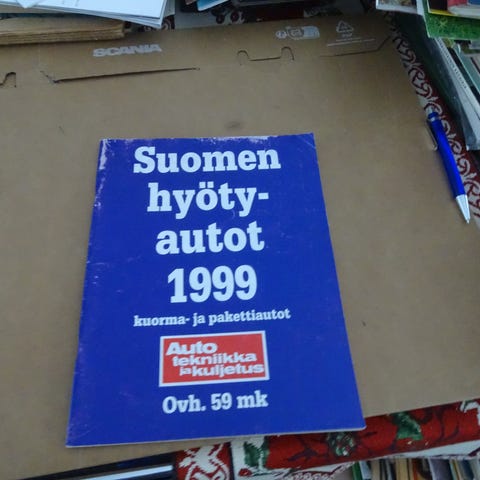 SCANIA
Suomen
hyöty-
autot
1999
kuorma- ja pakettiautot
Auto
tekniikka
ja kuljetus
Ovh. 59 mk